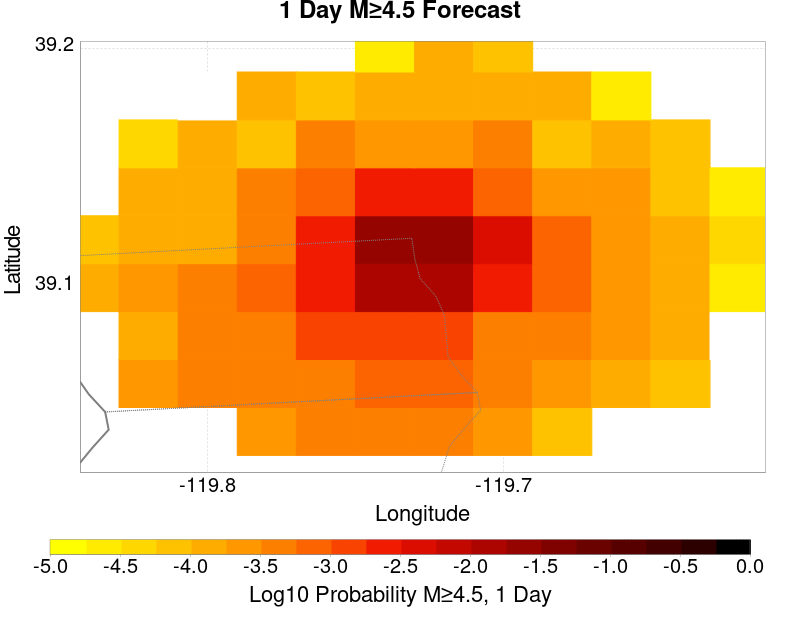 1 Day M≥4.5 Forecast
39.2
39.1
Latitude
-119.8 -119.7
Longitude
-5.0 -4.5 -4.0 -3.5 -3.0 -2.5 -2.0 -1.5 -1.0 -0.5 0.0
Log10 Probability M≥4.5, 1 Day